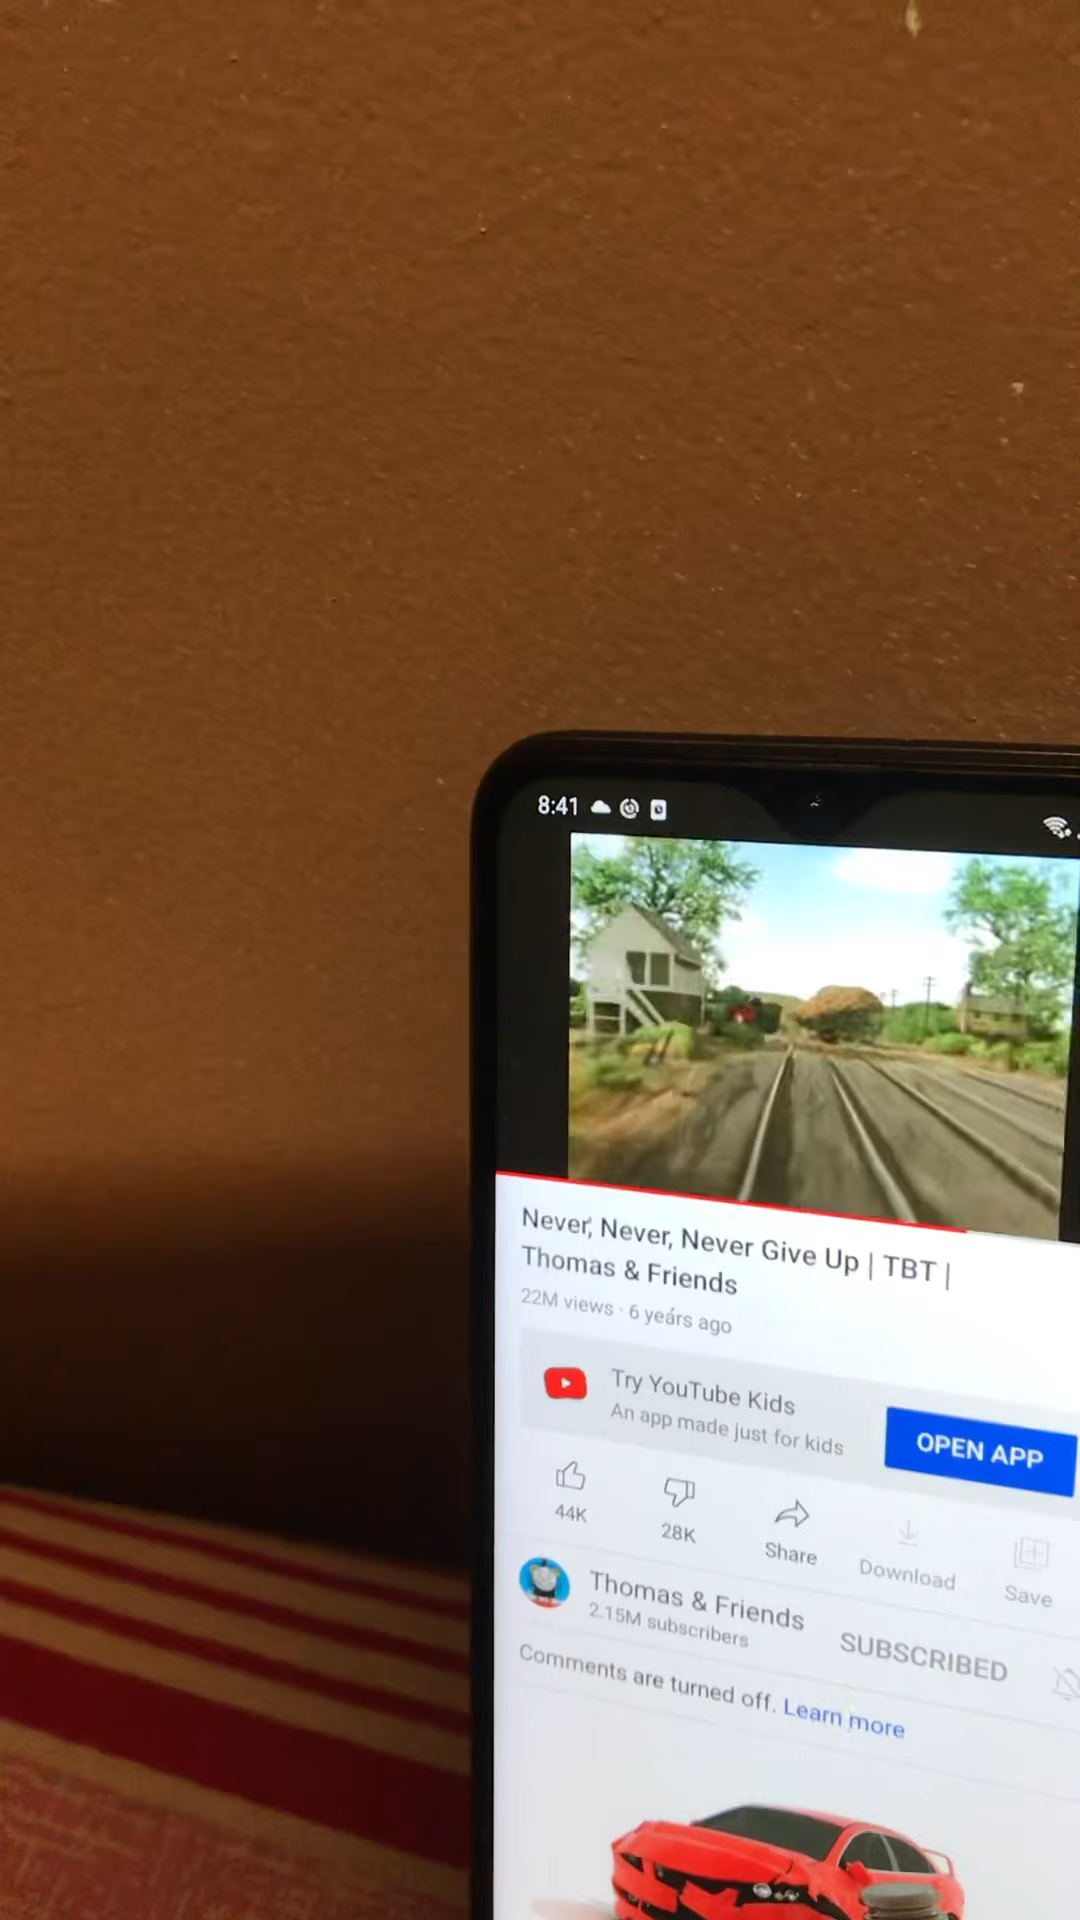 8:41
Never, Never, Never Give Up | TBT |
Thomas & Friends
22M views · 6 years ago
Try YouTube Kids
An app made just for kids
OPEN APP
44K
28K
Share
Download
Save
Thomas & Friends
2.15M subscribers
SUBSCRIBED
Comments are turned off. Learn more